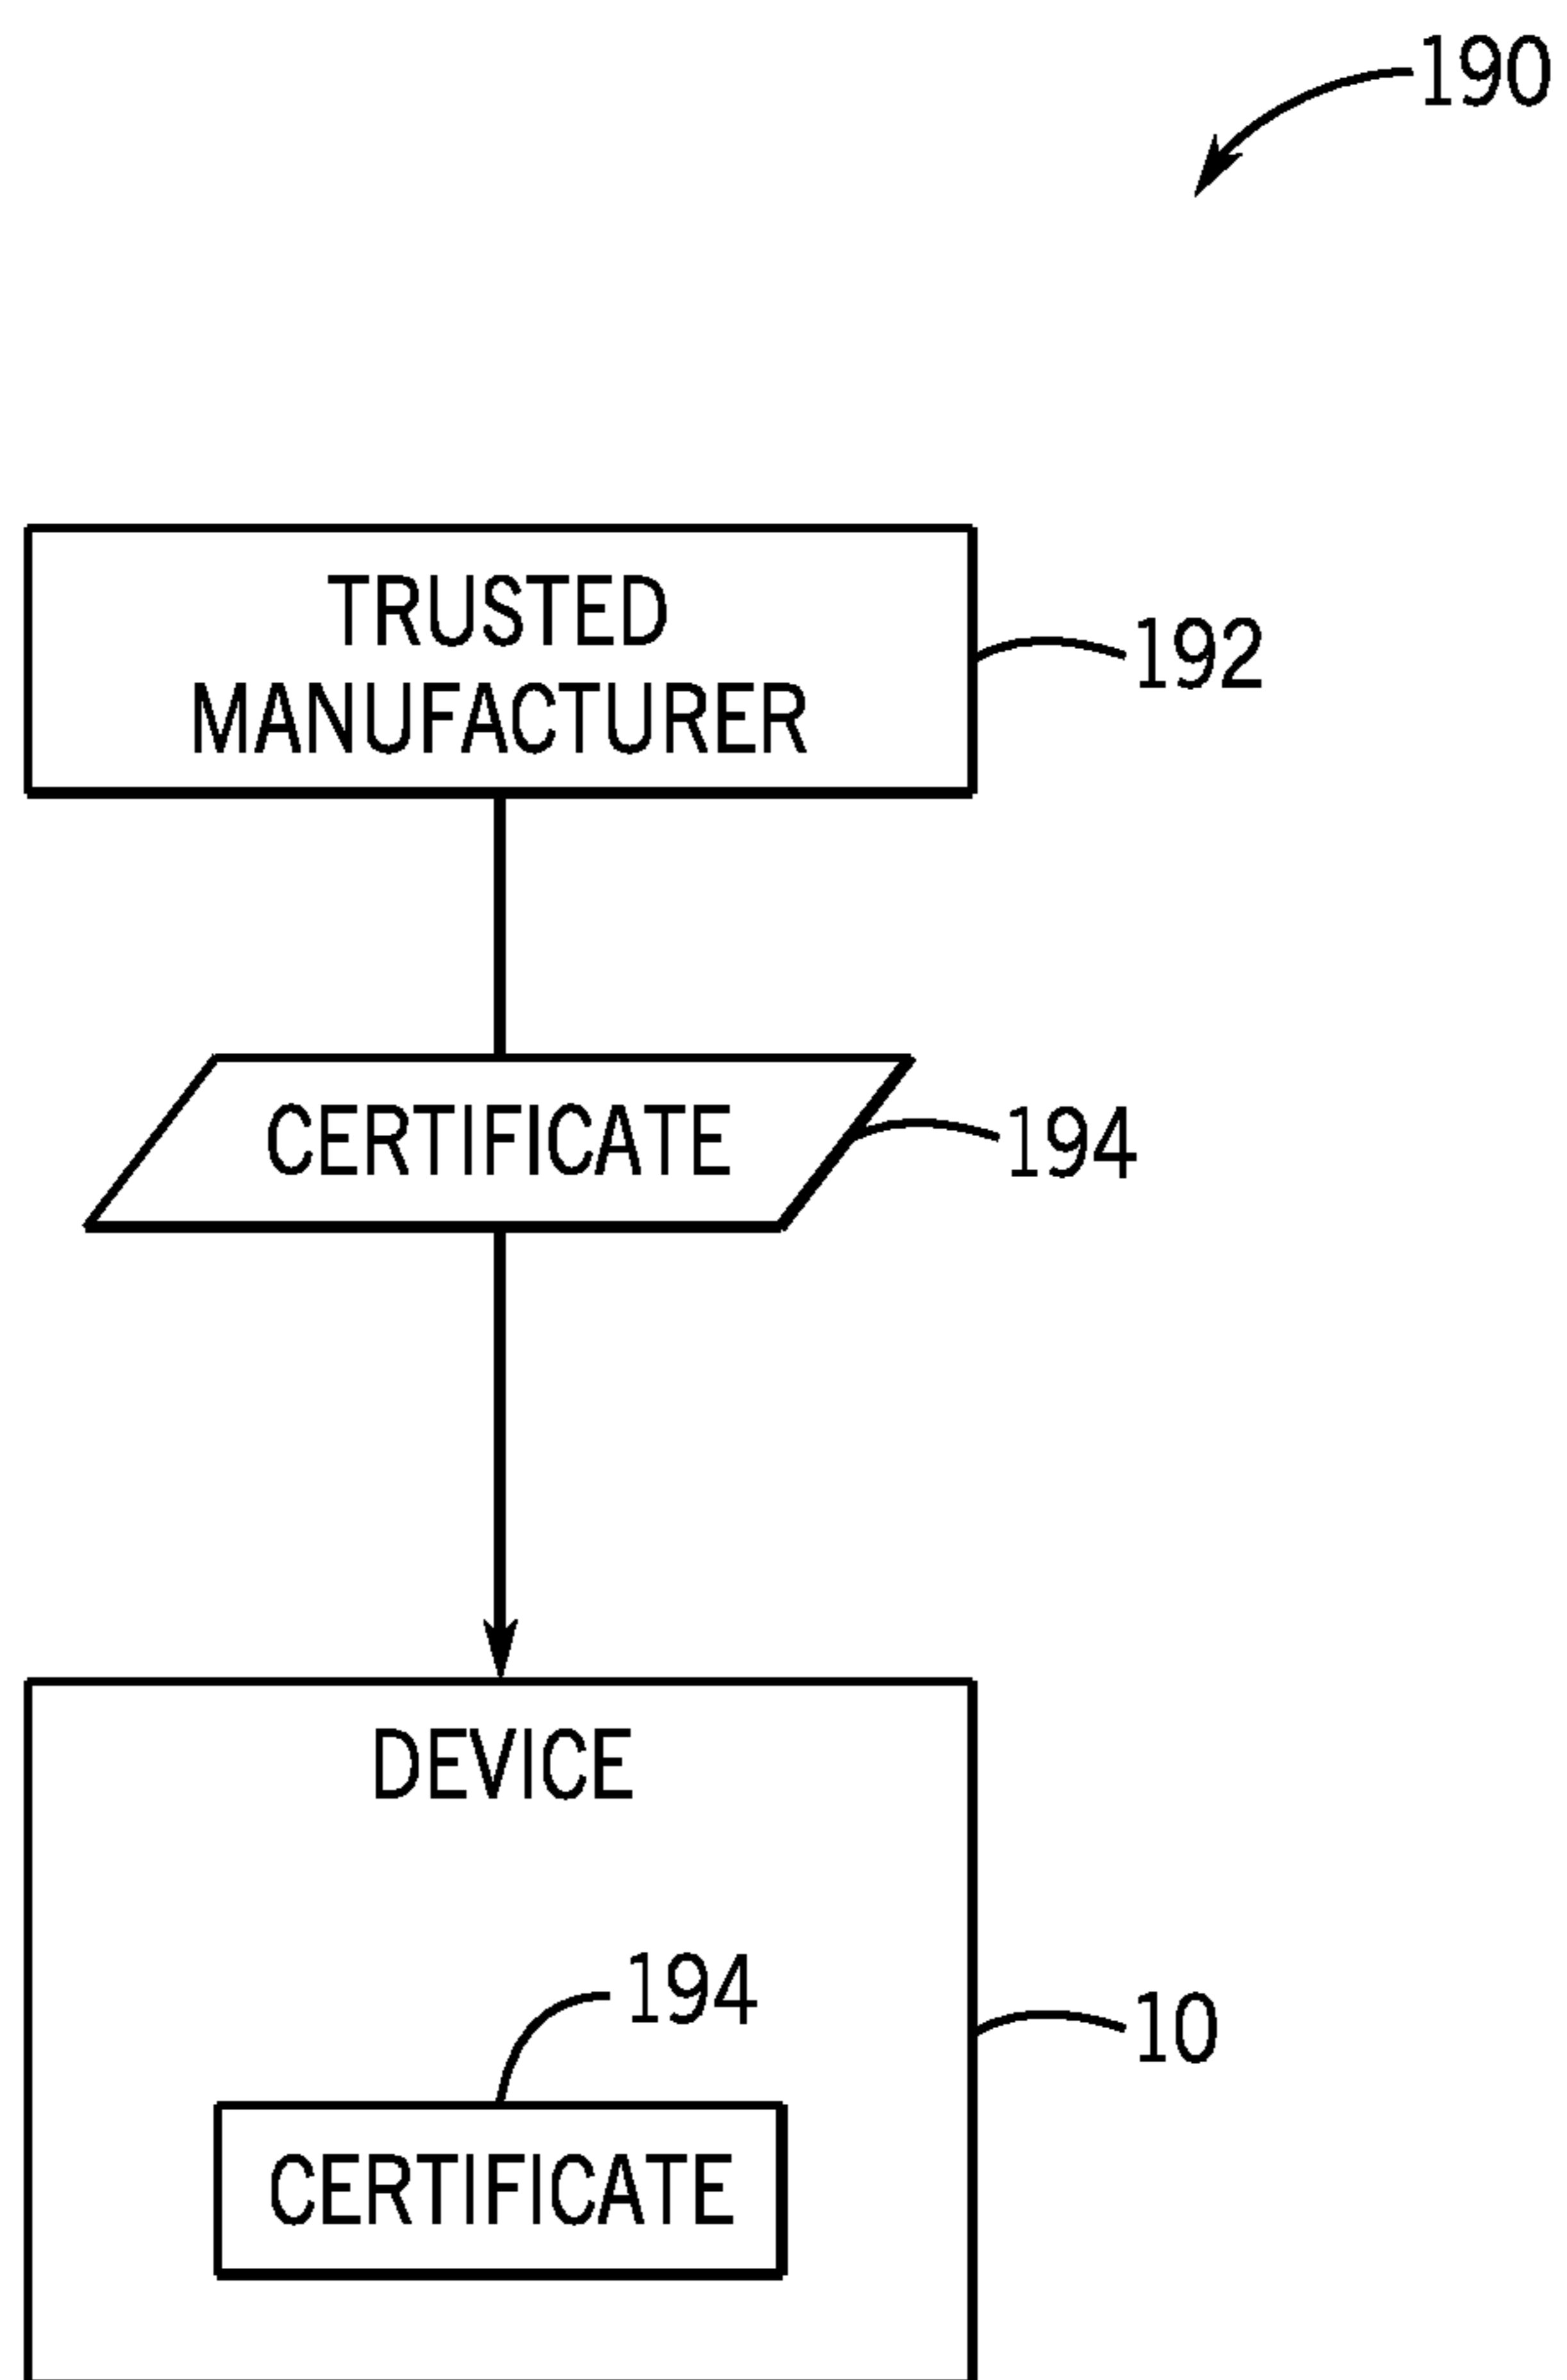 190
TRUSTED
MANUFACTURER
192
CERTIFICATE
194
DEVICE
194
10
CERTIFICATE